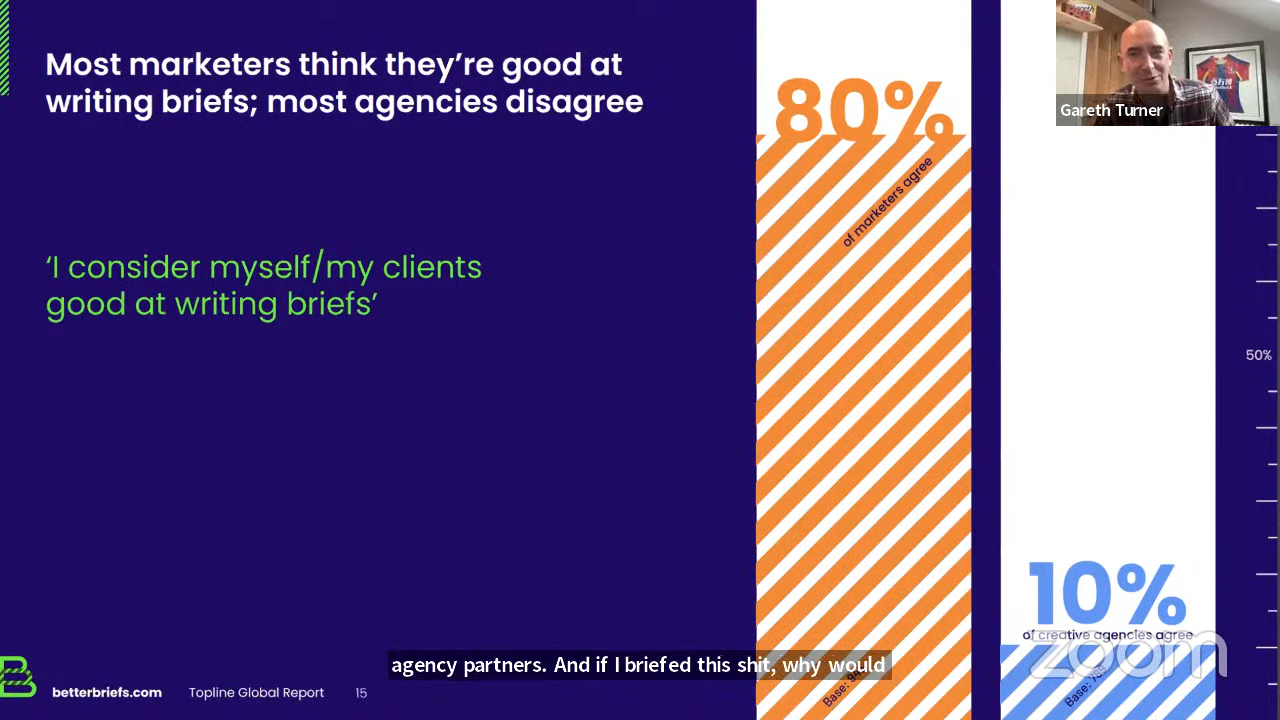 Most marketers think they’re good at
writing briefs; most agencies disagree
‘I consider myself/my clients
good at writing briefs’
80%
of marketers agree
Gareth Turner
50%
10%
of creative agencies agree
zoom
Base:
Base:
agency partners. And if I briefed this shit, why would
betterbriefs.com
Topline Global Report
15